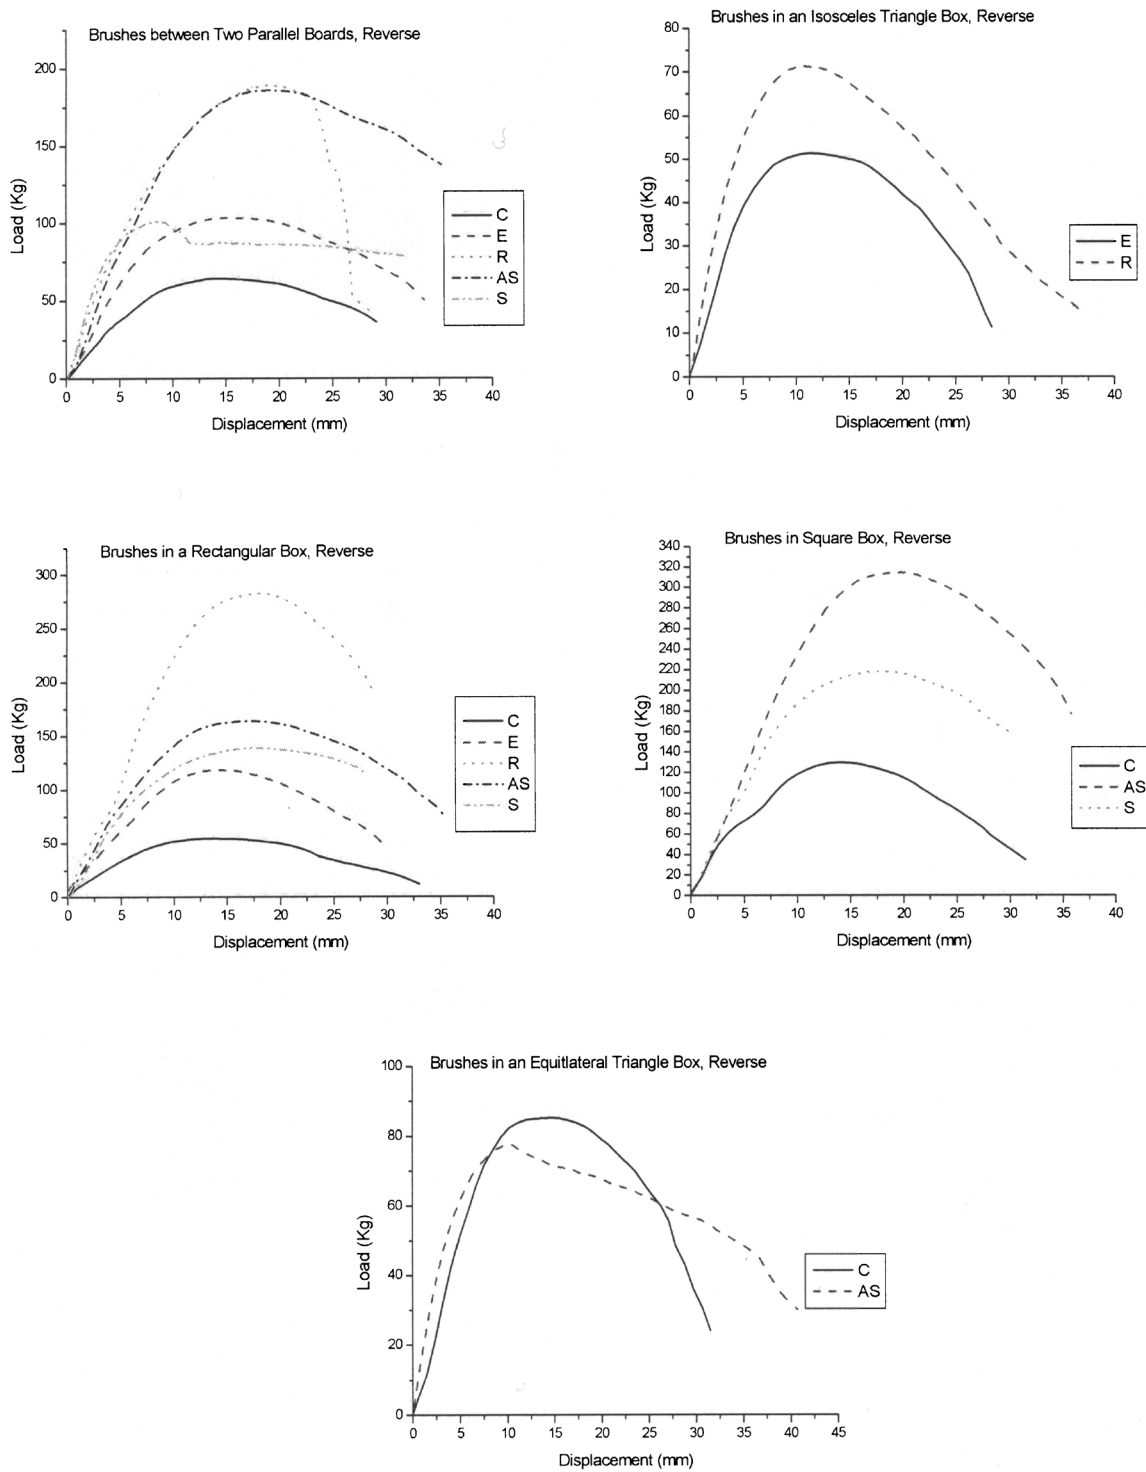 Brushes between Two Parallel Boards, Reverse
200
150
100
50
0
Load (Kg)
0 5 10 15 20 25 30 35 40
Displacement (mm)
C
E
R
AS
S
Brushes in an Isosceles Triangle Box, Reverse
80
70
60
50
40
30
20
10
0
Load (Kg)
0 5 10 15 20 25 30 35 40
Displacement (mm)
E
R
Brushes in a Rectangular Box, Reverse
300
250
200
150
100
50
0
Load (Kg)
0 5 10 15 20 25 30 35 40
Displacement (mm)
C
E
R
AS
S
Brushes in Square Box, Reverse
340
320
300
280
260
240
220
200
180
160
140
120
100
80
60
40
20
0
Load (Kg)
0 5 10 15 20 25 30 35 40
Displacement (mm)
C
AS
S
Brushes in an Equitlateral Triangle Box, Reverse
100
80
60
40
20
0
Load (Kg)
0 5 10 15 20 25 30 35 40 45
Displacement (mm)
C
AS